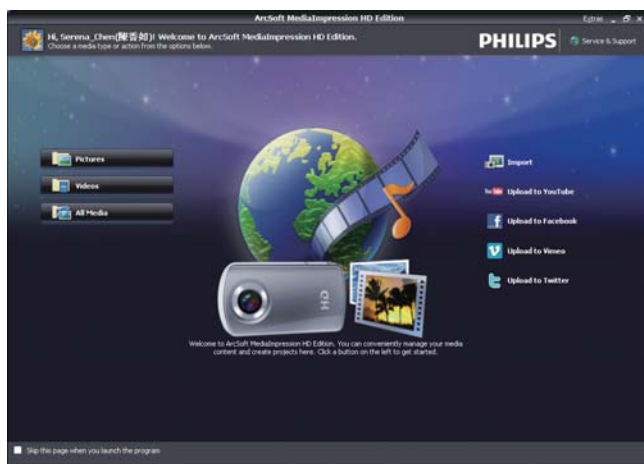 ArcSoft MediaImpression HD Edition
Extras
Hi, Serena_Chen(陳香如)! Welcome to ArcSoft MediaImpression HD Edition.
Choose a media type or action from the options below.
PHILIPS
Service & Support
Pictures
Videos
All Media
Import
You Tube Upload to YouTube
f Upload to Facebook
v Upload to Vimeo
t Upload to Twitter
HD
Welcome to ArcSoft MediaImpression HD Edition. You can conveniently manage your media
content and create projects here. Click a button on the left to get started.
Skip this page when you launch the program